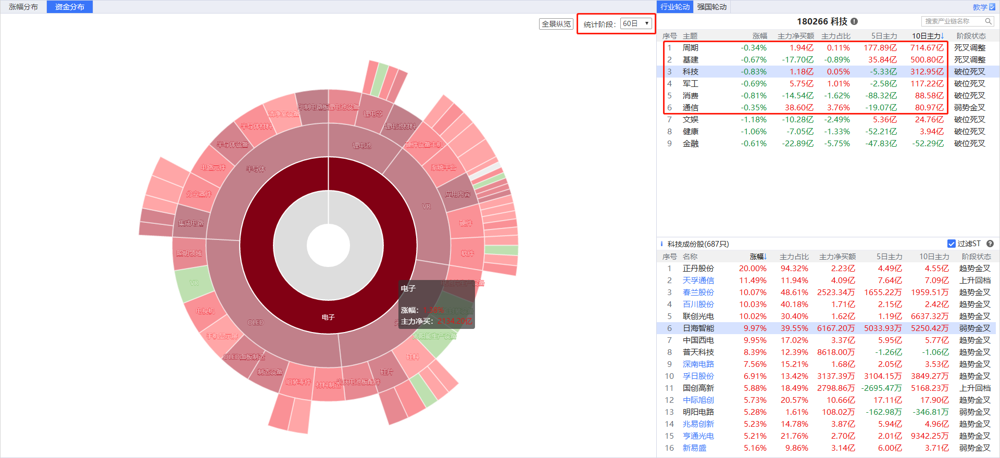 涨幅分布 资金分布
行业轮动 强国轮动 教学
全景纵览 统计阶段: 60日
180266 科技
搜索产业链名称
序号 主题 涨幅 主力净买额 主力占比 5日主力 10日主力↓ 阶段状态
1 周期 -0.34% 1.94亿 0.11% 177.89亿 714.67亿 死叉调整
2 基建 -0.67% -17.70亿 -0.89% 35.84亿 500.80亿 死叉调整
3 科技 -0.83% 1.18亿 0.05% -5.33亿 312.95亿 破位死叉
4 军工 -0.69% 5.75亿 1.01% -2.58亿 117.22亿 破位死叉
5 消费 -0.81% -14.54亿 -1.62% -88.32亿 88.58亿 破位死叉
6 通信 -0.35% 38.60亿 3.76% -19.07亿 80.97亿 弱势金叉
7 文娱 -1.18% -10.28亿 -2.49% 5.36亿 24.76亿 破位死叉
8 健康 -1.06% -7.05亿 -1.33% -52.21亿 3.94亿 破位死叉
9 金融 -0.61% -22.89亿 -5.75% -47.83亿 -52.29亿 破位死叉
科技成份股(687只) 过滤ST
序号 名称 涨幅↓ 主力占比 主力净买额 5日主力 10日主力 阶段状态
1 正丹股份 20.00% 94.32% 2.23亿 4.49亿 4.55亿 趋势金叉
2 天孚通信 11.49% 11.94% 4.09亿 7.64亿 7.09亿 上升回档
3 春兰股份 10.07% 48.61% 2523.34万 1655.22万 1959.51万 趋势金叉
4 百川股份 10.03% 40.18% 1.71亿 2.15亿 2.42亿 趋势金叉
5 联创光电 10.02% 30.40% 1.62亿 1.19亿 6637.32万 趋势金叉
6 日海智能 9.97% 39.55% 6167.20万 5033.93万 5250.42万 弱势金叉
7 中国西电 9.95% 17.02% 3.37亿 5.95亿 5.77亿 趋势金叉
8 普天科技 8.39% 12.39% 8618.00万 -1.26亿 -1.06亿 趋势金叉
9 深南电路 7.56% 15.21% 1.68亿 2.05亿 3.53亿 趋势金叉
10 孚日股份 6.91% 13.42% 3137.39万 3104.15万 3849.27万 趋势金叉
11 国创高新 5.88% 18.49% 2798.86万 -2695.47万 5168.23万 上升回档
12 中际旭创 5.73% 20.57% 10.66亿 17.11亿 17.90亿 趋势金叉
13 明阳电路 5.28% 1.61% 108.02万 -162.98万 -346.81万 弱势金叉
14 兆易创新 5.23% 14.78% 3.87亿 5.94亿 4.96亿 趋势金叉
15 亨通光电 5.21% 21.76% 2.70亿 2.01亿 9342.25万 趋势金叉
16 新易盛 5.16% 9.86% 3.14亿 6.00亿 3.71亿 弱势金叉
印制电路板
锂电池设备
洁净室设备
锂电芯
半导体材料
锂电池材料
半导体设备
锂电池
硬件设备主机
电路元件
半导体
系统平台
分立器件
应用内容
VR
集成电路
硬件
照明领域
软件
VR
电视机
OLED
电子
手机显示屏
太阳能生产设备
OLED面板制造
硅料
制造设备
硅片
组装零件
材料制造
光伏电池板配件
电子
涨幅:
主力净买: 2134.20亿